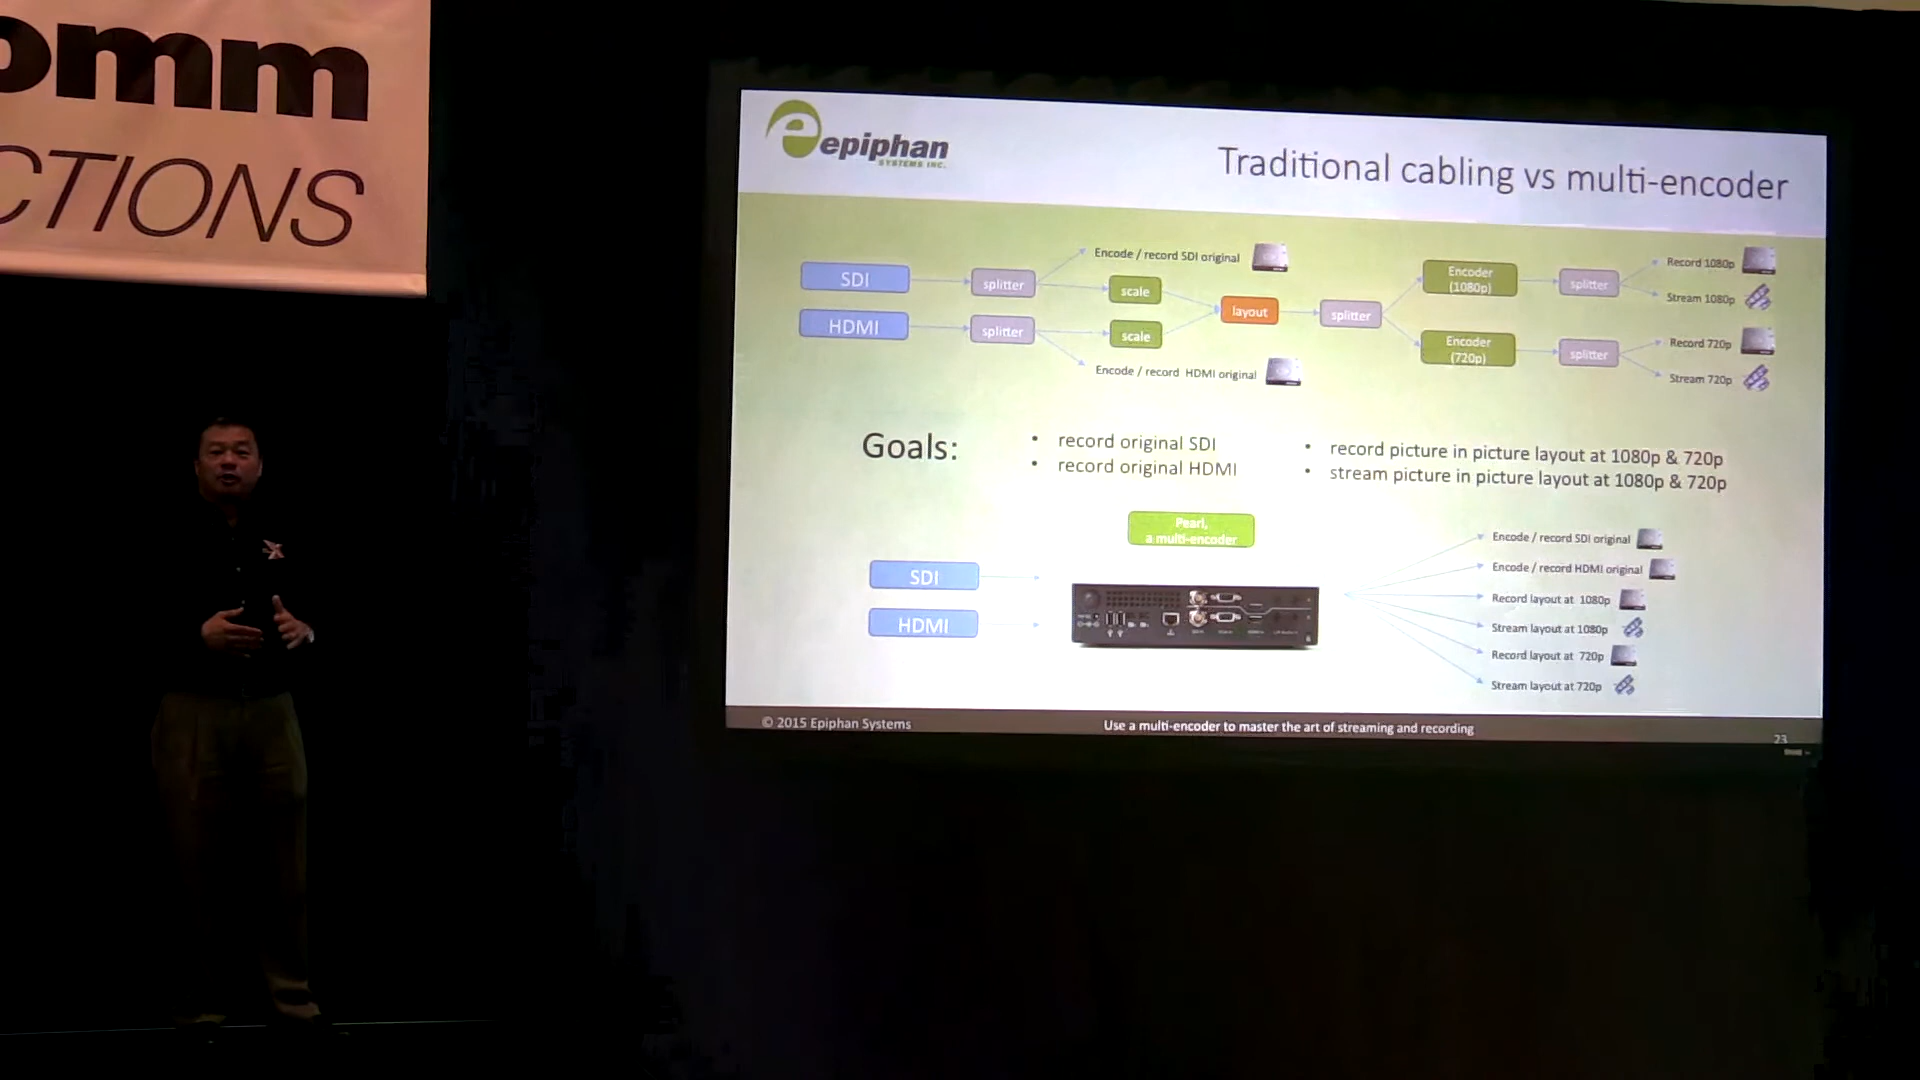 omm
CTIONS
epiphan
SYSTEMS INC.
Traditional cabling vs multi-encoder
SDI
HDMI
splitter
splitter
Encode / record SDI original
scale
scale
Encode / record HDMI original
layout
splitter
Encoder
(1080p)
Encoder
(720p)
splitter
splitter
Record 1080p
Stream 1080p
Record 720p
Stream 720p
Goals:
• record original SDI
• record original HDMI
• record picture in picture layout at 1080p & 720p
• stream picture in picture layout at 1080p & 720p
Pearl,
a multi-encoder
SDI
HDMI
Encode / record SDI original
Encode / record HDMI original
Record layout at 1080p
Stream layout at 1080p
Record layout at 720p
Stream layout at 720p
© 2015 Epiphan Systems
Use a multi-encoder to master the art of streaming and recording
23